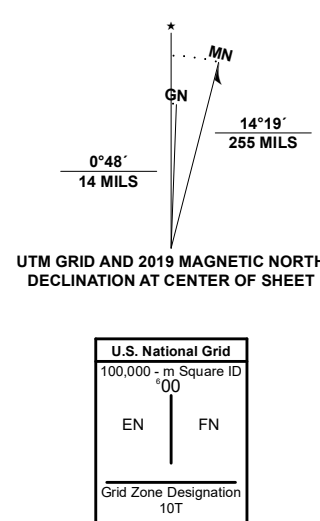 ★
MN
GN
14°19´
255 MILS
0°48´
14 MILS
UTM GRID AND 2019 MAGNETIC NORTH
DECLINATION AT CENTER OF SHEET
U.S. National Grid
100,000 - m Square ID
⁶00
EN FN
Grid Zone Designation
10T